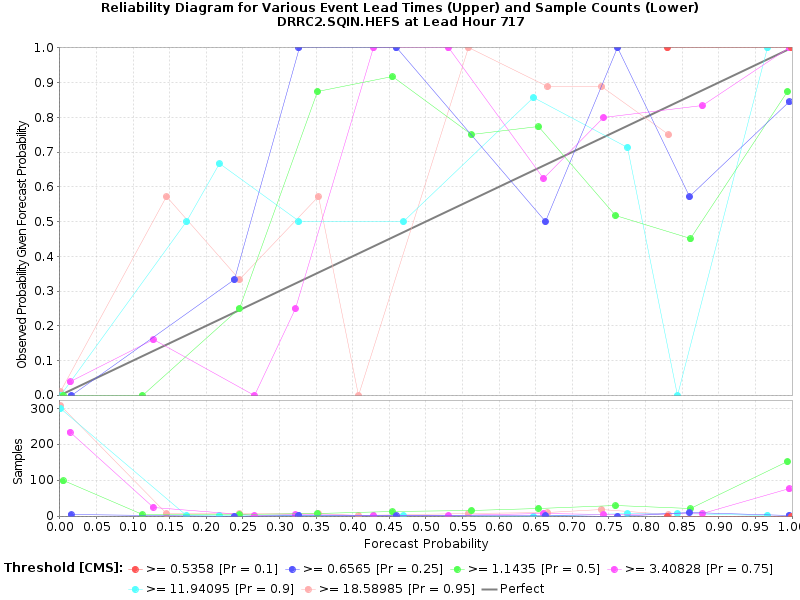 Reliability Diagram for Various Event Lead Times (Upper) and Sample Counts (Lower)
DRRC2.SQIN.HEFS at Lead Hour 717
Observed Probability Given Forecast Probability
1.0
0.9
0.8
0.7
0.6
0.5
0.4
0.3
0.2
0.1
0.0
Samples
300
200
100
0
0.00 0.05 0.10 0.15 0.20 0.25 0.30 0.35 0.40 0.45 0.50 0.55 0.60 0.65 0.70 0.75 0.80 0.85 0.90 0.95 1.00
Forecast Probability
Threshold [CMS]: >= 0.5358 [Pr = 0.1] >= 0.6565 [Pr = 0.25] >= 1.1435 [Pr = 0.5] >= 3.40828 [Pr = 0.75]
>= 11.94095 [Pr = 0.9] >= 18.58985 [Pr = 0.95] Perfect